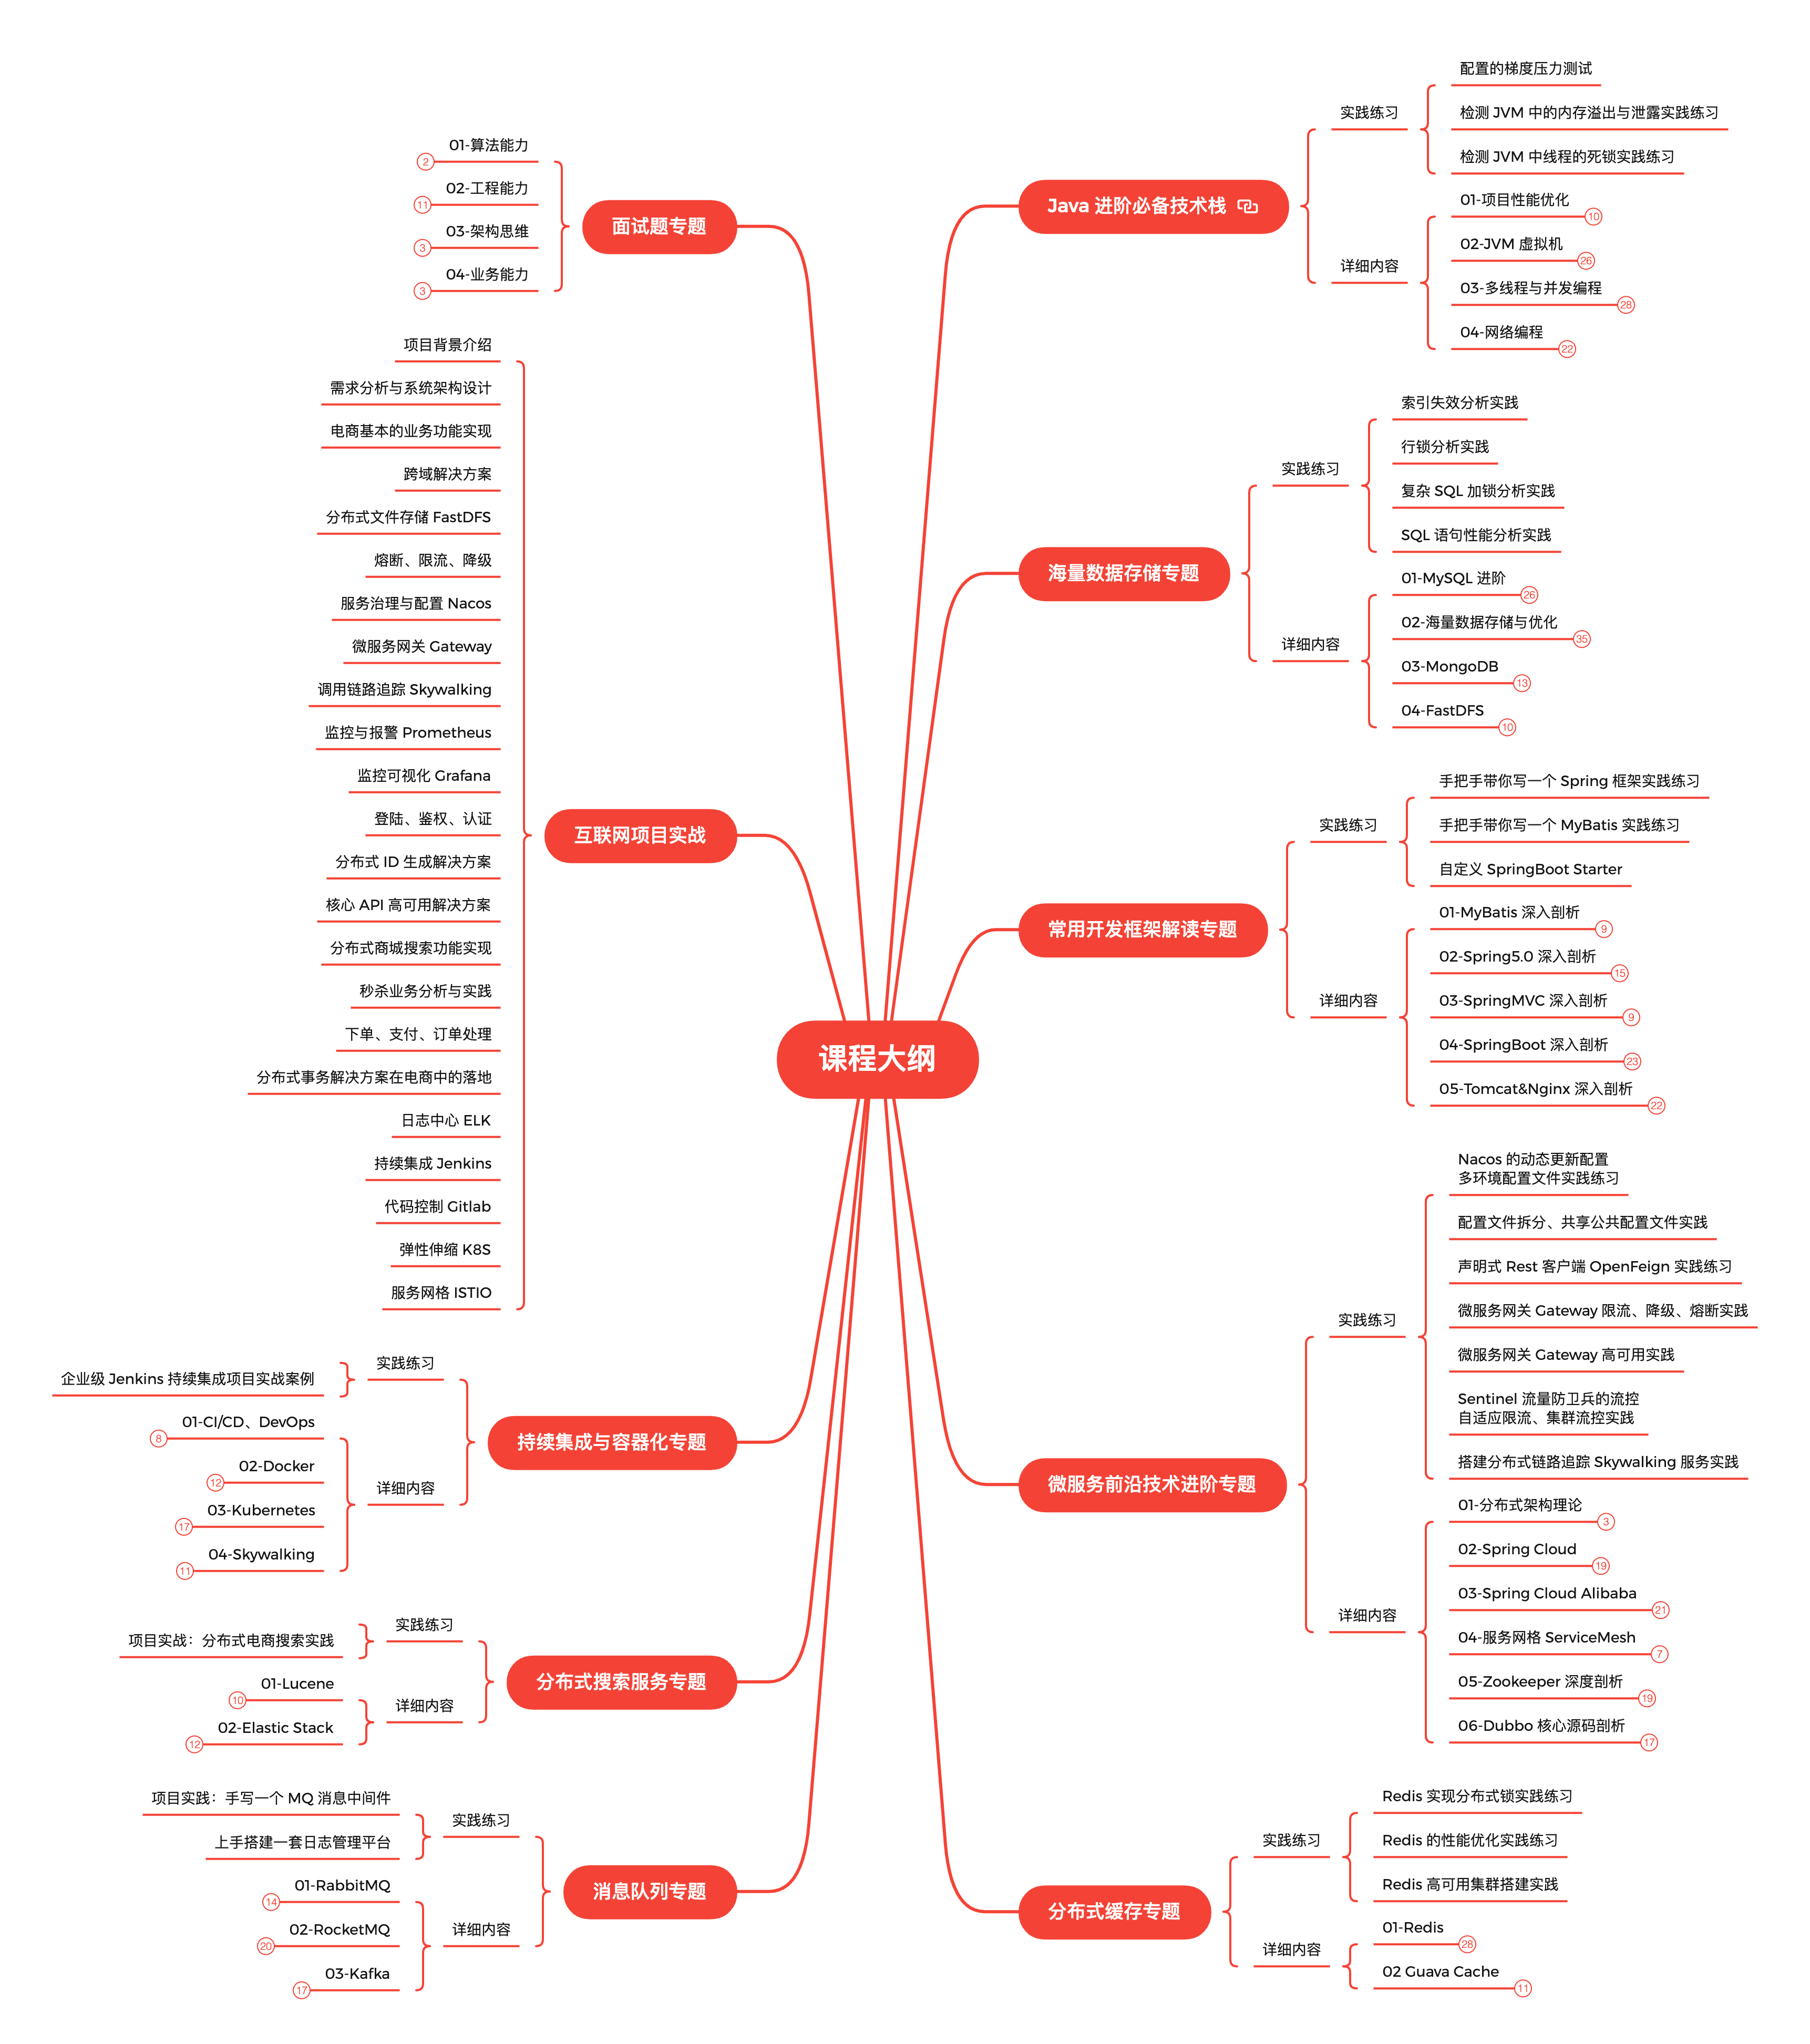 课程大纲
Java 进阶必备技术栈
实践练习
配置的梯度压力测试
检测 JVM 中的内存溢出与泄露实践练习
检测 JVM 中线程的死锁实践练习
详细内容
01-项目性能优化
10
02-JVM 虚拟机
26
03-多线程与并发编程
28
04-网络编程
22
海量数据存储专题
实践练习
索引失效分析实践
行锁分析实践
复杂 SQL 加锁分析实践
SQL 语句性能分析实践
详细内容
01-MySQL 进阶
26
02-海量数据存储与优化
35
03-MongoDB
13
04-FastDFS
10
常用开发框架解读专题
实践练习
手把手带你写一个 Spring 框架实践练习
手把手带你写一个 MyBatis 实践练习
自定义 SpringBoot Starter
详细内容
01-MyBatis 深入剖析
9
02-Spring5.0 深入剖析
15
03-SpringMVC 深入剖析
9
04-SpringBoot 深入剖析
23
05-Tomcat&Nginx 深入剖析
22
微服务前沿技术进阶专题
实践练习
Nacos 的动态更新配置
多环境配置文件实践练习
配置文件拆分、共享公共配置文件实践
声明式 Rest 客户端 OpenFeign 实践练习
微服务网关 Gateway 限流、降级、熔断实践
微服务网关 Gateway 高可用实践
Sentinel 流量防卫兵的流控
自适应限流、集群流控实践
搭建分布式链路追踪 Skywalking 服务实践
详细内容
01-分布式架构理论
3
02-Spring Cloud
19
03-Spring Cloud Alibaba
21
04-服务网格 ServiceMesh
7
05-Zookeeper 深度剖析
19
06-Dubbo 核心源码剖析
17
分布式缓存专题
实践练习
Redis 实现分布式锁实践练习
Redis 的性能优化实践练习
Redis 高可用集群搭建实践
详细内容
01-Redis
28
02 Guava Cache
11
面试题专题
01-算法能力
2
02-工程能力
11
03-架构思维
3
04-业务能力
3
互联网项目实战
项目背景介绍
需求分析与系统架构设计
电商基本的业务功能实现
跨域解决方案
分布式文件存储 FastDFS
熔断、限流、降级
服务治理与配置 Nacos
微服务网关 Gateway
调用链路追踪 Skywalking
监控与报警 Prometheus
监控可视化 Grafana
登陆、鉴权、认证
分布式 ID 生成解决方案
核心 API 高可用解决方案
分布式商城搜索功能实现
秒杀业务分析与实践
下单、支付、订单处理
分布式事务解决方案在电商中的落地
日志中心 ELK
持续集成 Jenkins
代码控制 Gitlab
弹性伸缩 K8S
服务网格 ISTIO
持续集成与容器化专题
实践练习
企业级 Jenkins 持续集成项目实战案例
详细内容
01-CI/CD、DevOps
8
02-Docker
12
03-Kubernetes
17
04-Skywalking
11
分布式搜索服务专题
实践练习
项目实战：分布式电商搜索实践
详细内容
01-Lucene
10
02-Elastic Stack
12
消息队列专题
实践练习
项目实践：手写一个 MQ 消息中间件
上手搭建一套日志管理平台
详细内容
01-RabbitMQ
14
02-RocketMQ
20
03-Kafka
17